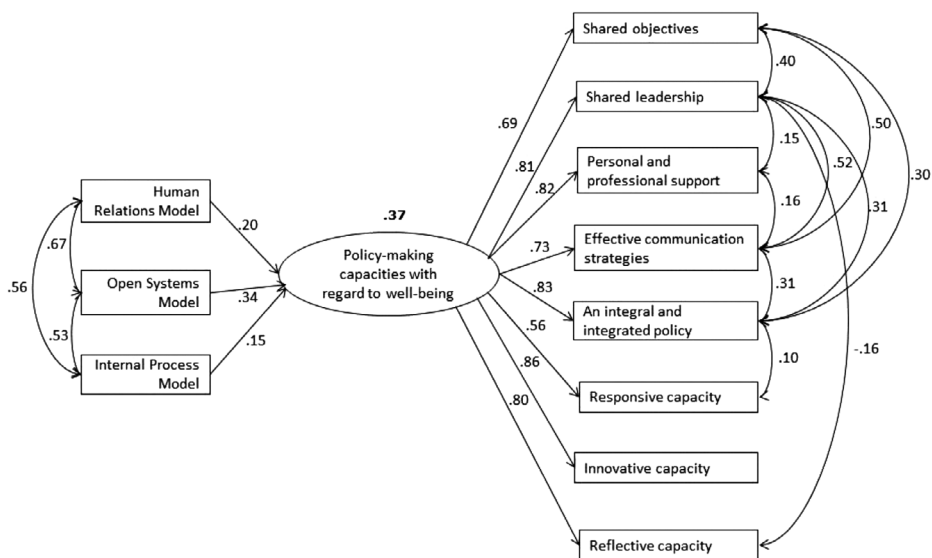 Shared objectives
.40
Shared leadership
.50
.69
.15
.81
.52
Personal and
professional support
.30
.82
Human
Relations Model
.37
.16
.31
.20
.67
Effective communication
strategies
.73
Policy-making
capacities with
regard to well-being
.56
Open Systems
Model
.34
.83
.31
An integral and
integrated policy
.53
.15
.56
-.16
Internal Process
Model
.86
.10
.80
Responsive capacity
Innovative capacity
Reflective capacity